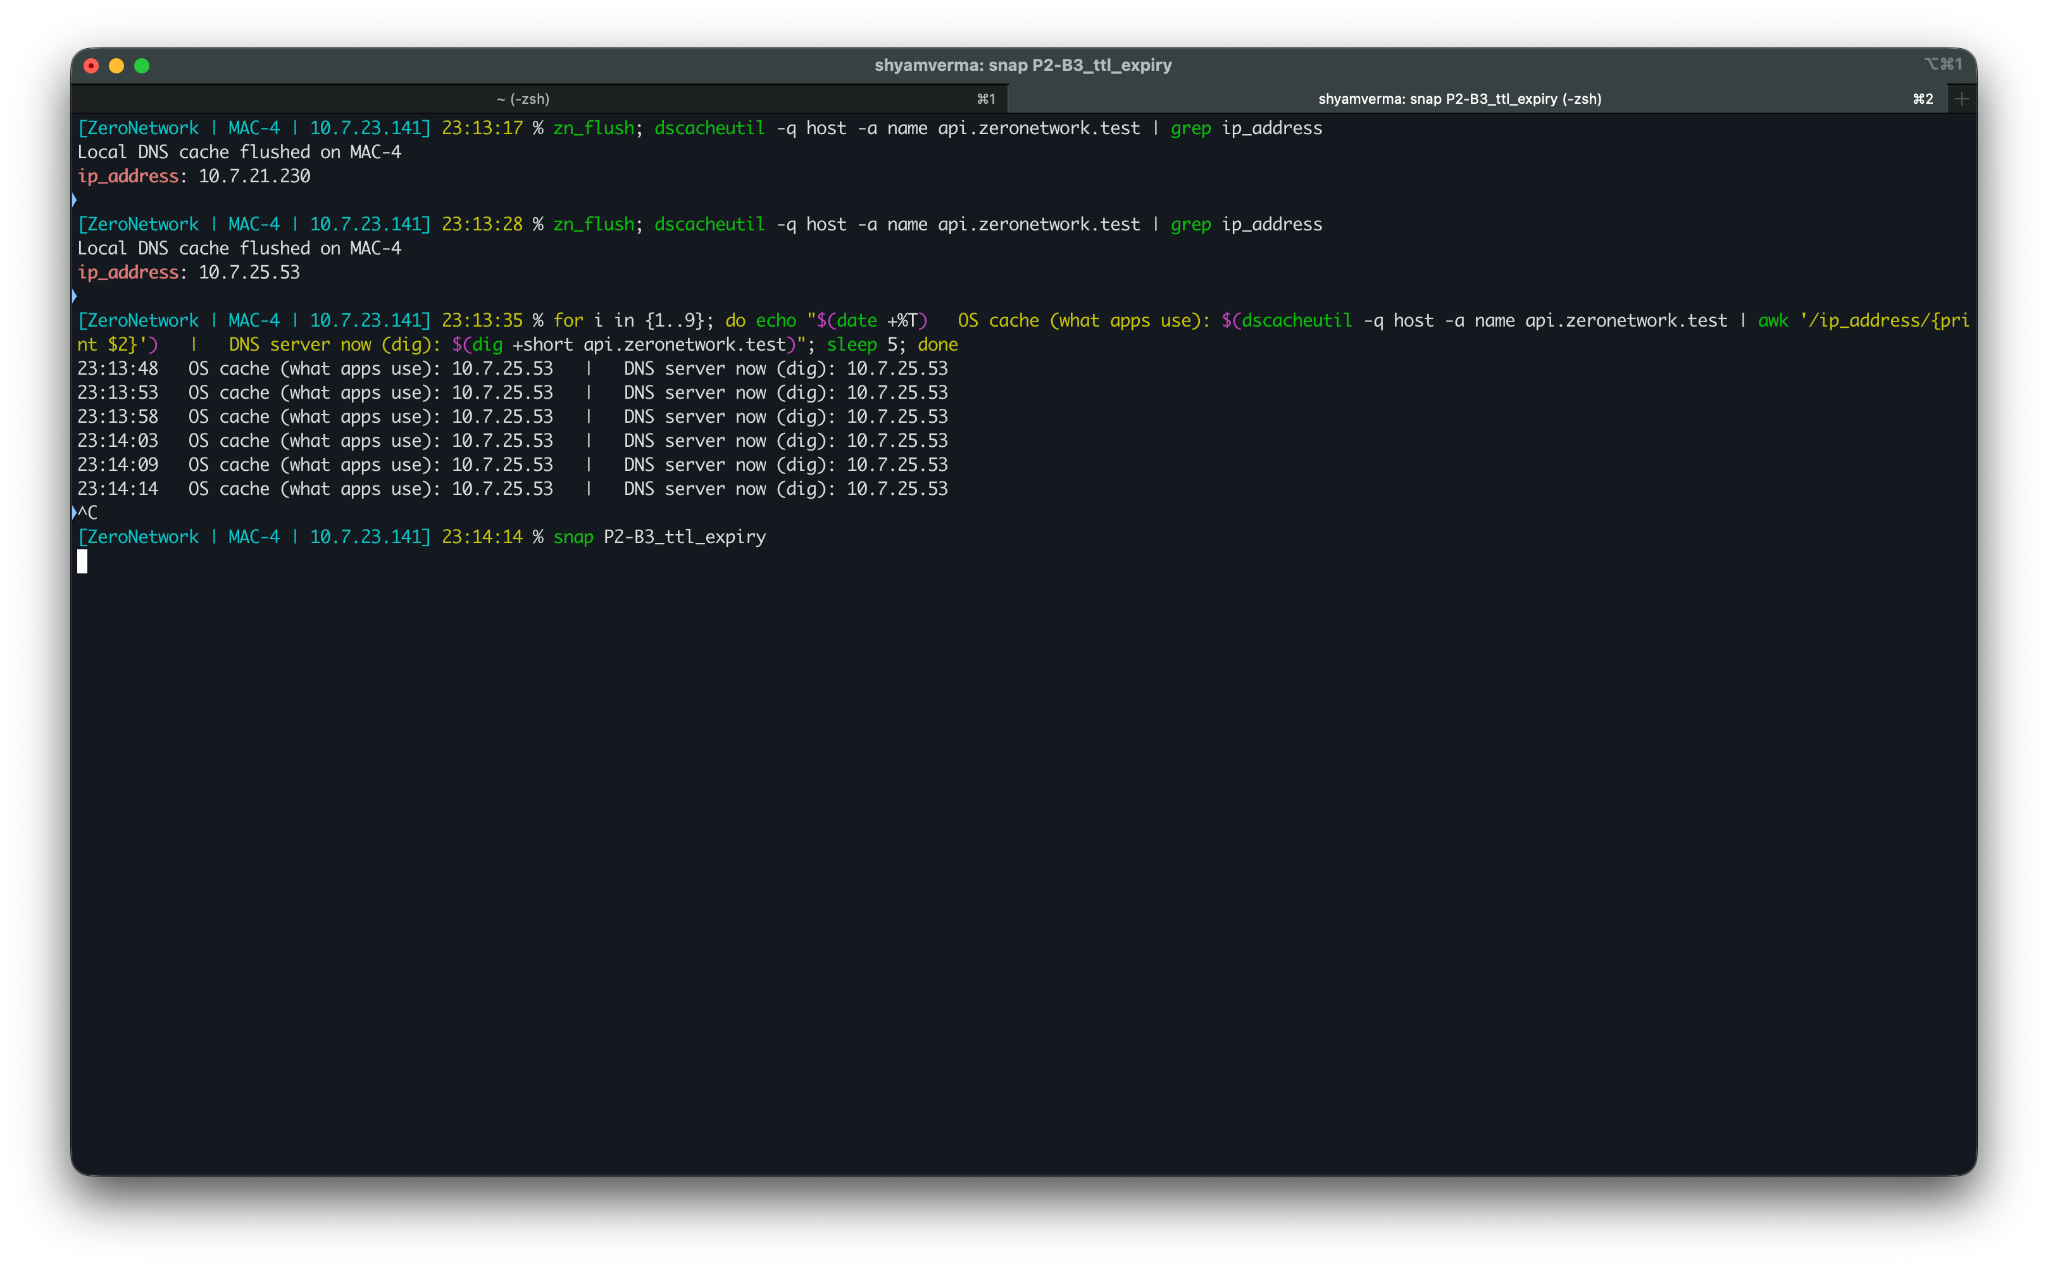 shyamverma: snap P2-B3_ttl_expiry
⌥⌘1
~ (-zsh)
⌘1
shyamverma: snap P2-B3_ttl_expiry (-zsh)
⌘2
[ZeroNetwork | MAC-4 | 10.7.23.141] 23:13:17 % zn_flush; dscacheutil -q host -a name api.zeronetwork.test | grep ip_address
Local DNS cache flushed on MAC-4
ip_address: 10.7.21.230
[ZeroNetwork | MAC-4 | 10.7.23.141] 23:13:28 % zn_flush; dscacheutil -q host -a name api.zeronetwork.test | grep ip_address
Local DNS cache flushed on MAC-4
ip_address: 10.7.25.53
[ZeroNetwork | MAC-4 | 10.7.23.141] 23:13:35 % for i in {1..9}; do echo "$(date +%T)   OS cache (what apps use): $(dscacheutil -q host -a name api.zeronetwork.test | awk '/ip_address/{pri
nt $2}')   |   DNS server now (dig): $(dig +short api.zeronetwork.test)"; sleep 5; done
23:13:48   OS cache (what apps use): 10.7.25.53   |   DNS server now (dig): 10.7.25.53
23:13:53   OS cache (what apps use): 10.7.25.53   |   DNS server now (dig): 10.7.25.53
23:13:58   OS cache (what apps use): 10.7.25.53   |   DNS server now (dig): 10.7.25.53
23:14:03   OS cache (what apps use): 10.7.25.53   |   DNS server now (dig): 10.7.25.53
23:14:09   OS cache (what apps use): 10.7.25.53   |   DNS server now (dig): 10.7.25.53
23:14:14   OS cache (what apps use): 10.7.25.53   |   DNS server now (dig): 10.7.25.53
^C
[ZeroNetwork | MAC-4 | 10.7.23.141] 23:14:14 % snap P2-B3_ttl_expiry